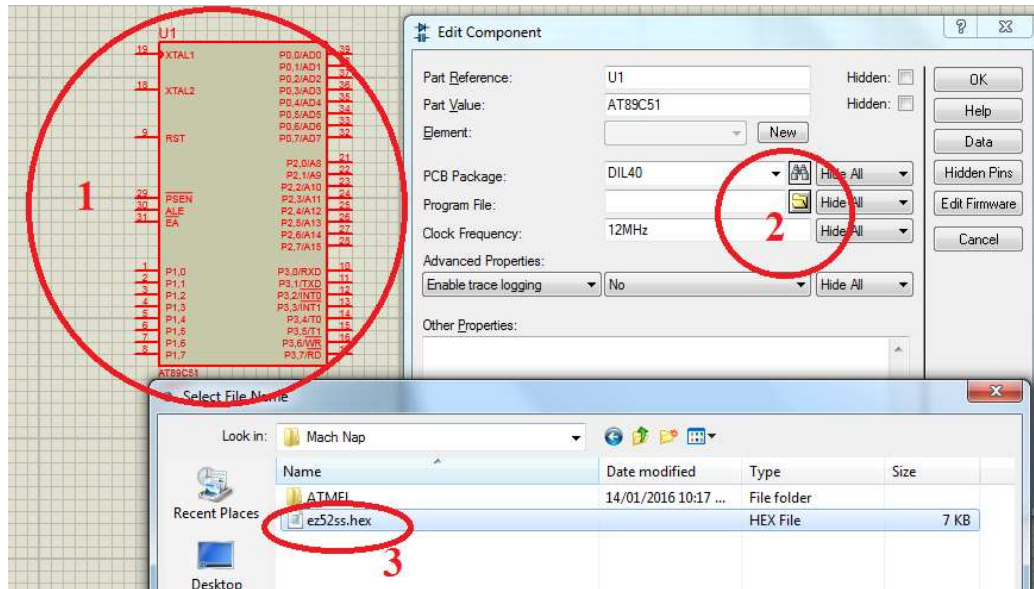 U1
19 XTAL1
18 XTAL2
9 RST
29 PSEN
30 ALE
31 EA
1 P1.0
2 P1.1
3 P1.2
4 P1.3
5 P1.4
6 P1.5
7 P1.6
8 P1.7
P0.0/AD0 39
P0.1/AD1
P0.2/AD2 37
P0.3/AD3 36
P0.4/AD4 35
P0.5/AD5 34
P0.6/AD6 33
P0.7/AD7 32
P2.0/A8 21
P2.1/A9 22
P2.2/A10 23
P2.3/A11 24
P2.4/A12 25
P2.5/A13 26
P2.6/A14 27
P2.7/A15 28
P3.0/RXD 10
P3.1/TXD 11
P3.2/INT0 12
P3.3/INT1 13
P3.4/T0 14
P3.5/T1 15
P3.6/WR 16
P3.7/RD
AT89C51
1
Edit Component
Part Reference: U1 Hidden:
Part Value: AT89C51 Hidden:
Element: New
PCB Package: DIL40 Hide All
Program File: Hide All
Clock Frequency: 12MHz Hide All
2
Advanced Properties:
Enable trace logging No Hide All
Other Properties:
OK
Help
Data
Hidden Pins
Edit Firmware
Cancel
Select File Name
Look in: Mach Nap
Name Date modified Type Size
ATMEL 14/01/2016 10:17 ... File folder
ez52ss.hex HEX File 7 KB
3
Recent Places
Desktop